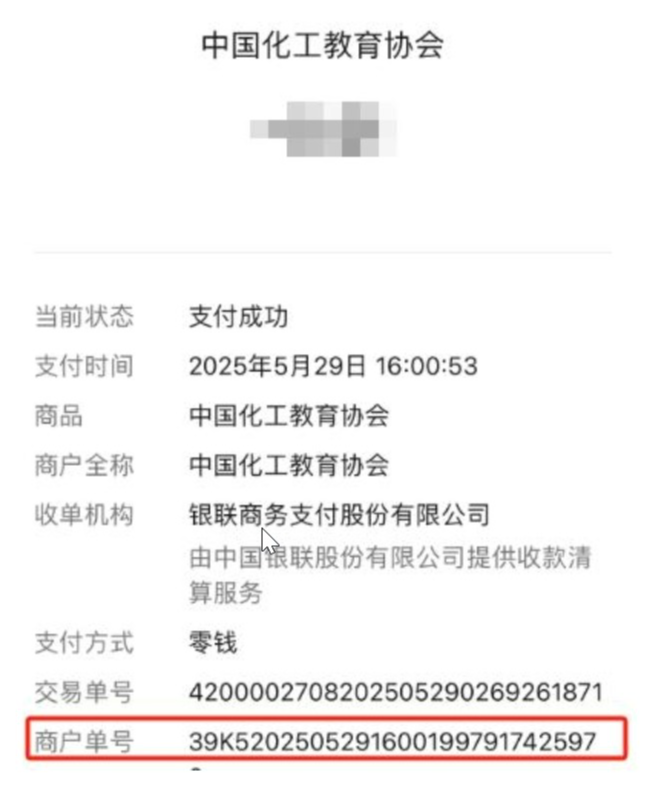 中国化工教育协会
当前状态 支付成功
支付时间 2025年5月29日 16:00:53
商品 中国化工教育协会
商户全称 中国化工教育协会
收单机构 银联商务支付股份有限公司
由中国银联股份有限公司提供收款清
算服务
支付方式 零钱
交易单号 4200002708202505290269261871
商户单号 39K5202505291600199791742597